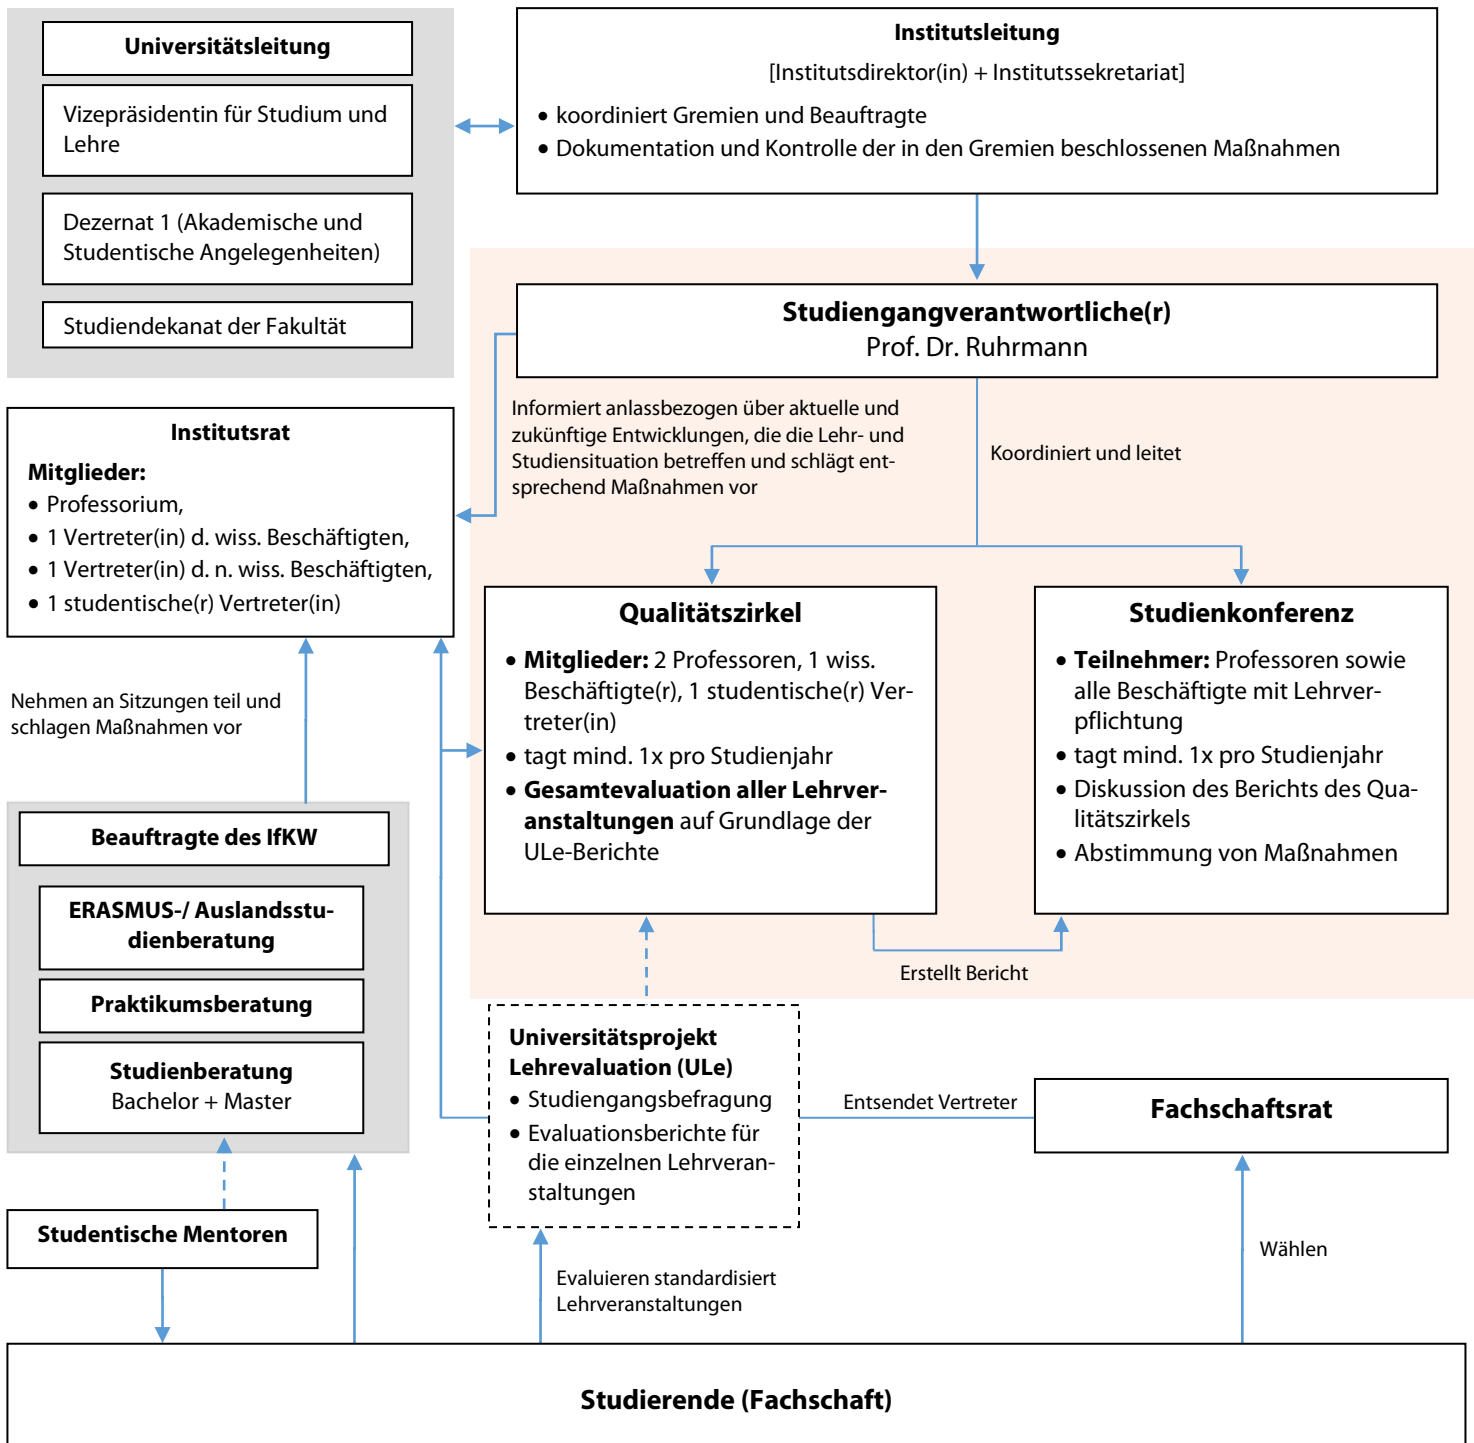 Universitätsleitung
Vizepräsidentin für Studium und
Lehre
Dezernat 1 (Akademische und
Studentische Angelegenheiten)
Studiendekanat der Fakultät
Institutsleitung
[Institutsdirektor(in) + Institutssekretariat]
• koordiniert Gremien und Beauftragte
• Dokumentation und Kontrolle der in den Gremien beschlossenen Maßnahmen
Studiengangverantwortliche(r)
Prof. Dr. Ruhrmann
Informiert anlassbezogen über aktuelle und
zukünftige Entwicklungen, die die Lehr- und
Studiensituation betreffen und schlägt ent-
sprechend Maßnahmen vor
Koordiniert und leitet
Institutsrat
Mitglieder:
• Professorium,
• 1 Vertreter(in) d. wiss. Beschäftigten,
• 1 Vertreter(in) d. n. wiss. Beschäftigten,
• 1 studentische(r) Vertreter(in)
Qualitätszirkel
• Mitglieder: 2 Professoren, 1 wiss.
Beschäftigte(r), 1 studentische(r) Ver-
treter(in)
• tagt mind. 1x pro Studienjahr
• Gesamtevaluation aller Lehrver-
anstaltungen auf Grundlage der
ULe-Berichte
Studienkonferenz
• Teilnehmer: Professoren sowie
alle Beschäftigte mit Lehrver-
pflichtung
• tagt mind. 1x pro Studienjahr
• Diskussion des Berichts des Qua-
litätszirkels
• Abstimmung von Maßnahmen
Erstellt Bericht
Nehmen an Sitzungen teil und
schlagen Maßnahmen vor
Beauftragte des IfKW
ERASMUS-/ Auslandsstu-
dienberatung
Praktikumsberatung
Studienberatung
Bachelor + Master
Universitätsprojekt
Lehrevaluation (ULe)
• Studiengangsbefragung
• Evaluationsberichte für
die einzelnen Lehrveran-
staltungen
Entsendet Vertreter
Fachschaftsrat
Studentische Mentoren
Evaluieren standardisiert
Lehrveranstaltungen
Wählen
Studierende (Fachschaft)